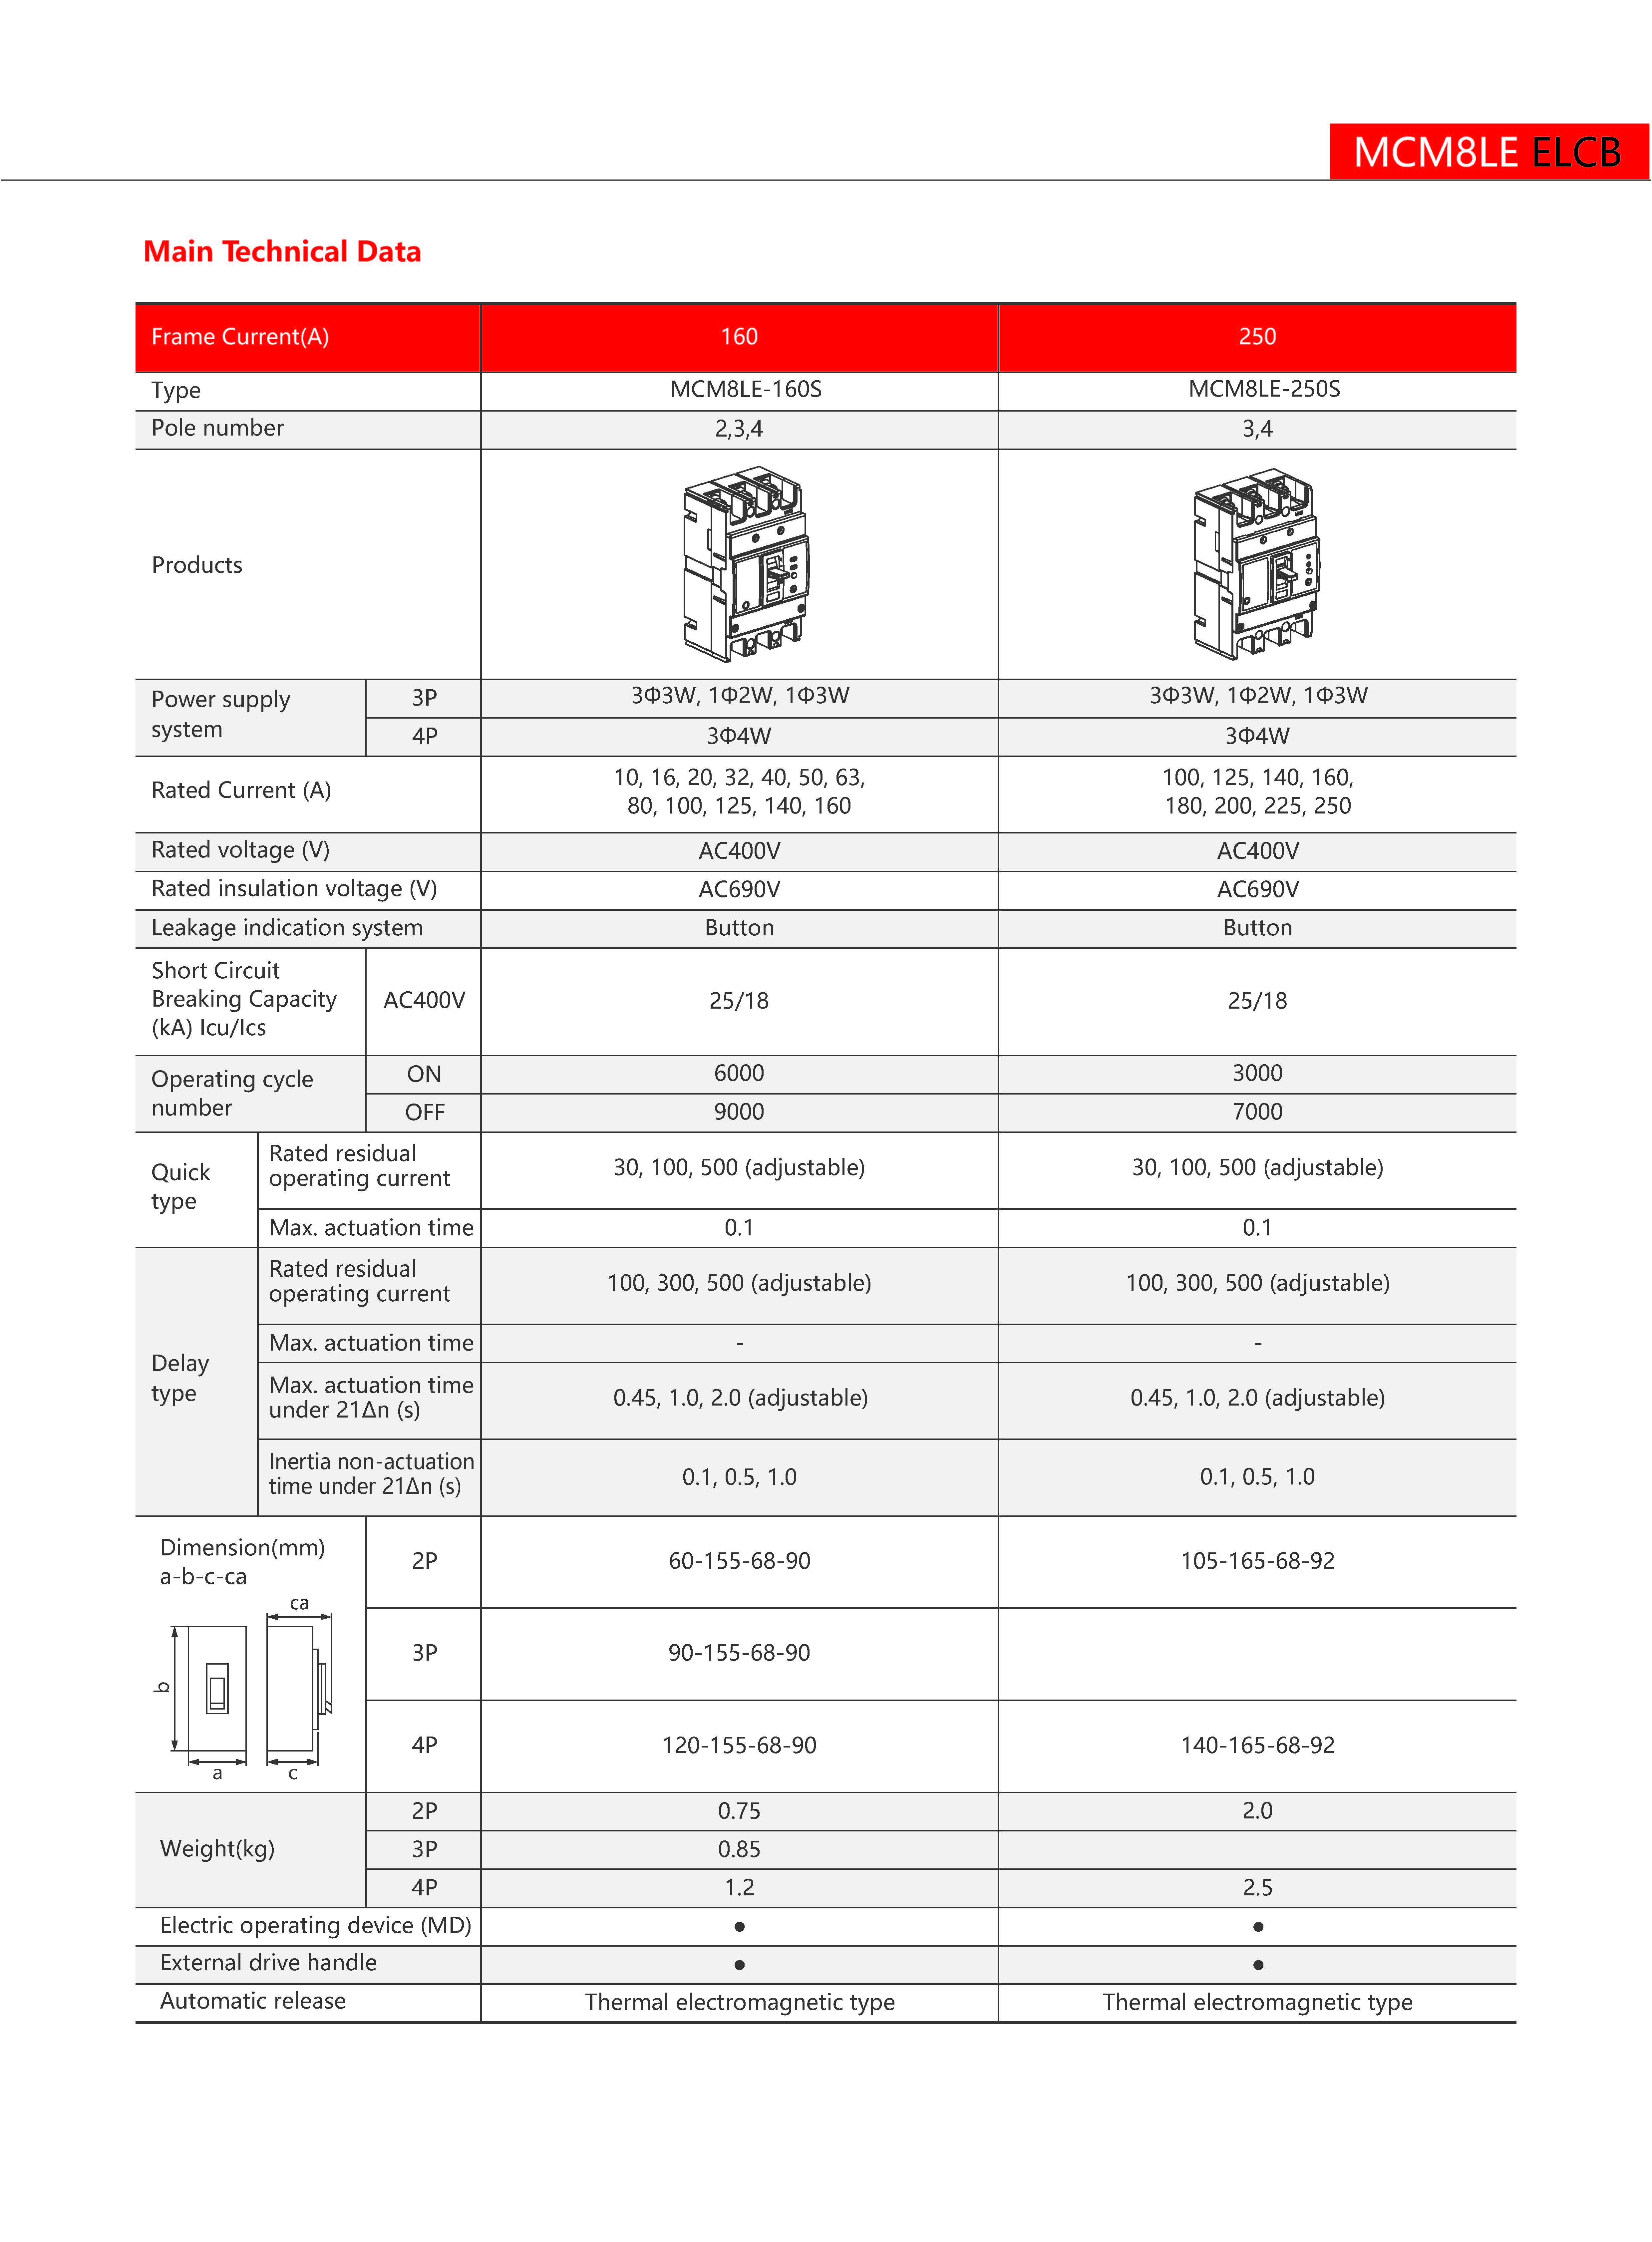 MCM8LE ELCB
Main Technical Data
Frame Current(A) 160 250
Type MCM8LE-160S MCM8LE-250S
Pole number 2,3,4 3,4
Products
Power supply
system
3P 3Φ3W, 1Φ2W, 1Φ3W 3Φ3W, 1Φ2W, 1Φ3W
4P 3Φ4W 3Φ4W
Rated Current (A)
10, 16, 20, 32, 40, 50, 63,
80, 100, 125, 140, 160
100, 125, 140, 160,
180, 200, 225, 250
Rated voltage (V) AC400V AC400V
Rated insulation voltage (V) AC690V AC690V
Leakage indication system Button Button
Short Circuit
Breaking Capacity
(kA) Icu/Ics
AC400V 25/18 25/18
Operating cycle
number
ON 6000 3000
OFF 9000 7000
Quick
type
Rated residual
operating current
30, 100, 500 (adjustable) 30, 100, 500 (adjustable)
Max. actuation time 0.1 0.1
Delay
type
Rated residual
operating current
100, 300, 500 (adjustable) 100, 300, 500 (adjustable)
Max. actuation time - -
Max. actuation time
under 21Δn (s)
0.45, 1.0, 2.0 (adjustable) 0.45, 1.0, 2.0 (adjustable)
Inertia non-actuation
time under 21Δn (s)
0.1, 0.5, 1.0 0.1, 0.5, 1.0
Dimension(mm)
a-b-c-ca
ca
b
a c
2P 60-155-68-90 105-165-68-92
3P 90-155-68-90
4P 120-155-68-90 140-165-68-92
Weight(kg)
2P 0.75 2.0
3P 0.85
4P 1.2 2.5
Electric operating device (MD) ● ●
External drive handle ● ●
Automatic release Thermal electromagnetic type Thermal electromagnetic type